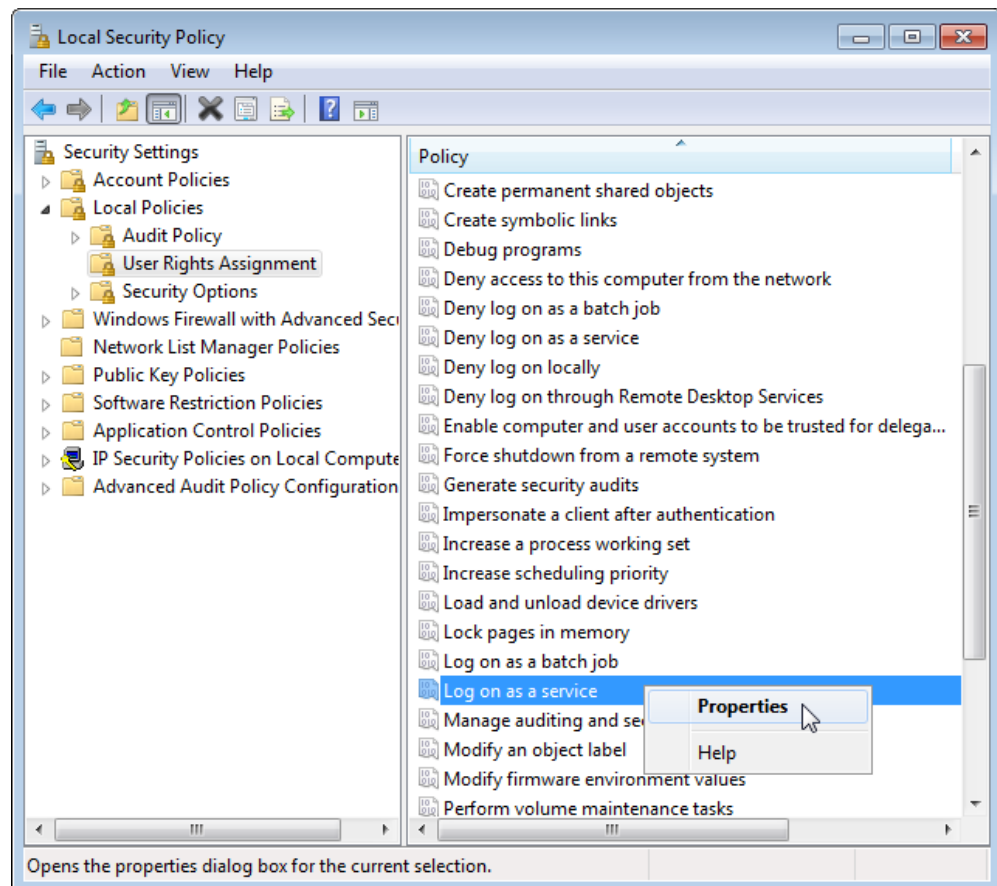 Local Security Policy
File Action View Help
Security Settings
Account Policies
Local Policies
Audit Policy
User Rights Assignment
Security Options
Windows Firewall with Advanced Secu
Network List Manager Policies
Public Key Policies
Software Restriction Policies
Application Control Policies
IP Security Policies on Local Compute
Advanced Audit Policy Configuration
Policy
Create permanent shared objects
Create symbolic links
Debug programs
Deny access to this computer from the network
Deny log on as a batch job
Deny log on as a service
Deny log on locally
Deny log on through Remote Desktop Services
Enable computer and user accounts to be trusted for delega...
Force shutdown from a remote system
Generate security audits
Impersonate a client after authentication
Increase a process working set
Increase scheduling priority
Load and unload device drivers
Lock pages in memory
Log on as a batch job
Log on as a service
Properties
Manage auditing and se
Modify an object label
Help
Modify firmware environment values
Perform volume maintenance tasks
Opens the properties dialog box for the current selection.